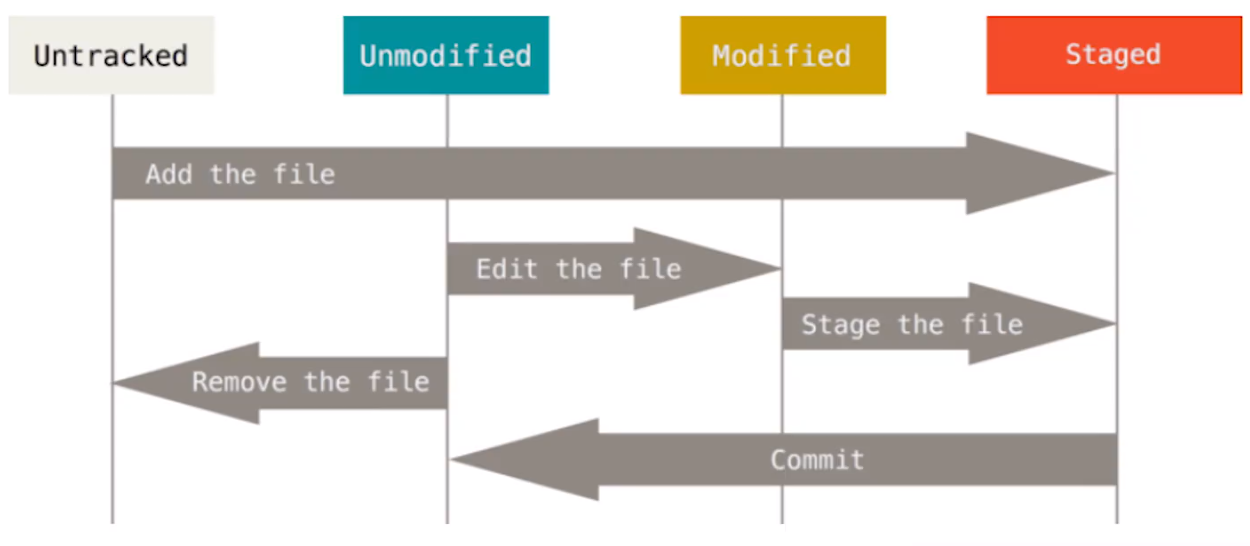 Untracked
Unmodified
Modified
Staged
Add the file
Edit the file
Stage the file
Remove the file
Commit